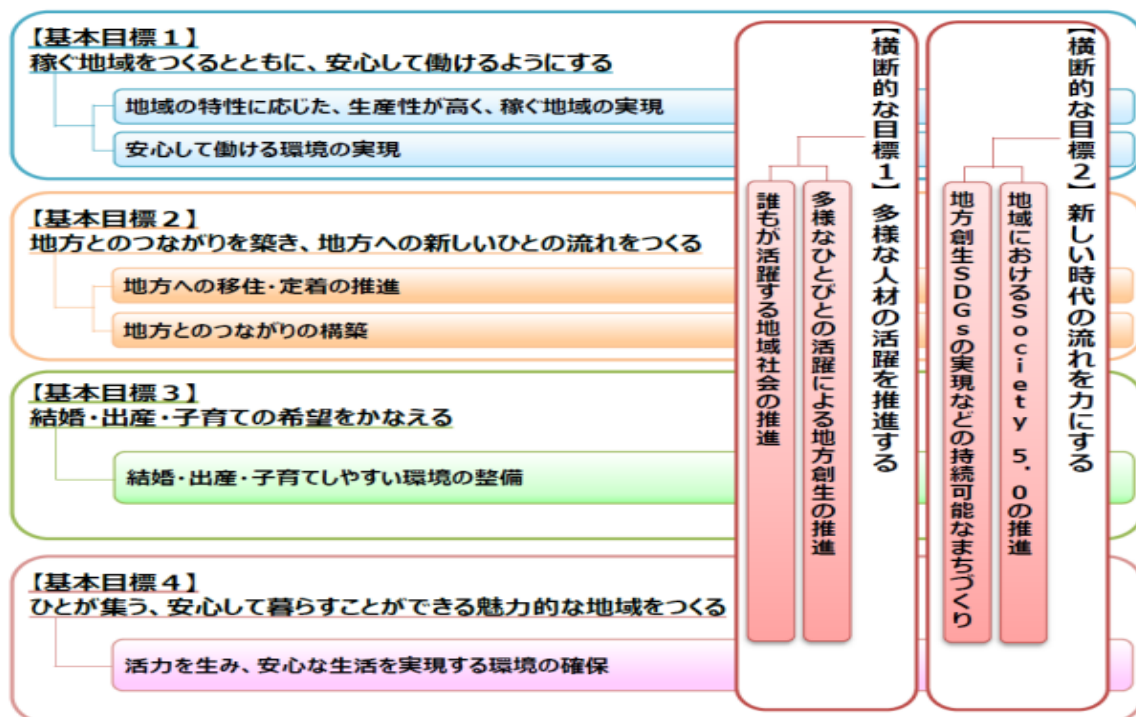 【基本目標１】
稼ぐ地域をつくるとともに、安心して働けるようにする
地域の特性に応じた、生産性が高く、稼ぐ地域の実現
安心して働ける環境の実現
【基本目標２】
地方とのつながりを築き、地方への新しいひとの流れをつくる
地方への移住・定着の推進
地方とのつながりの構築
【基本目標３】
結婚・出産・子育ての希望をかなえる
結婚・出産・子育てしやすい環境の整備
【基本目標４】
ひとが集う、安心して暮らすことができる魅力的な地域をつくる
活力を生み、安心な生活を実現する環境の確保
【横断的な目標１】多様な人材の活躍を推進する
多様なひとびとの活躍による地方創生の推進
誰もが活躍する地域社会の推進
【横断的な目標２】新しい時代の流れを力にする
地域におけるSociety 5.0の推進
地方創生SDGsの実現などの持続可能なまちづくり